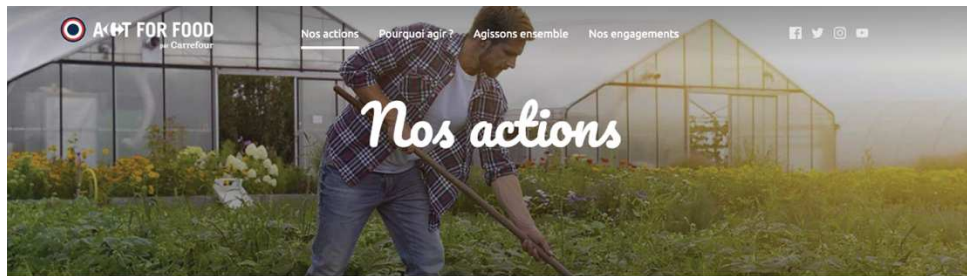 ACT FOR FOOD
par Carrefour
Nos actions
Pourquoi agir ?
Agissons ensemble
Nos engagements
Nos actions